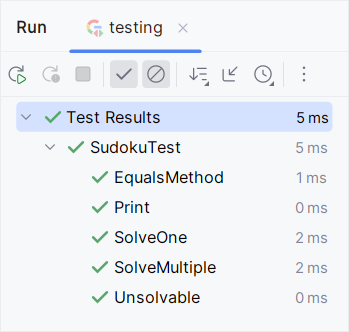 Run testing
Test Results 5 ms
SudokuTest 5 ms
EqualsMethod 1 ms
Print 0 ms
SolveOne 2 ms
SolveMultiple 2 ms
Unsolvable 0 ms